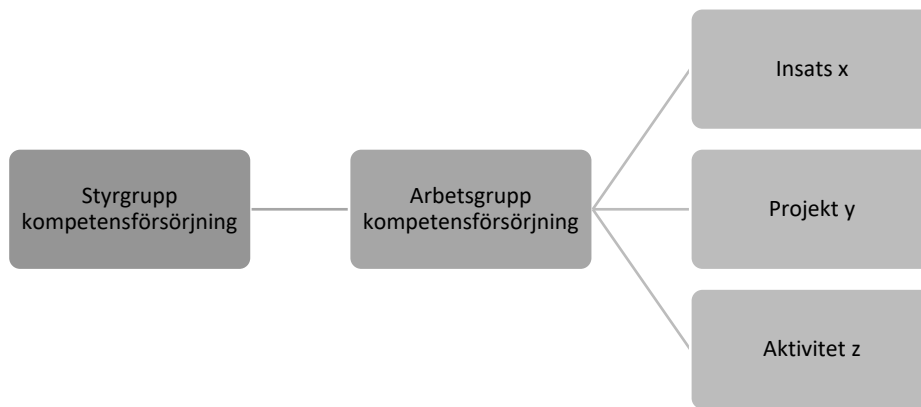 Styrgrupp
kompetensförsörjning
Arbetsgrupp
kompetensförsörjning
Insats x
Projekt y
Aktivitet z